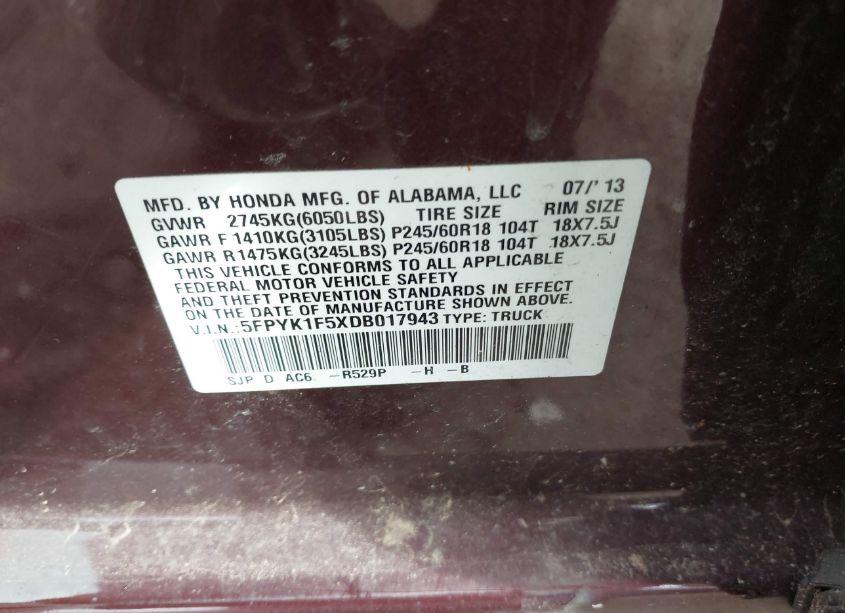 MFD. BY HONDA MFG. OF ALABAMA, LLC 07/'13
GVWR 2745KG(6050LBS) TIRE SIZE RIM SIZE
GAWR F 1410KG(3105LBS) P245/60R18 104T 18X7.5J
GAWR R1475KG(3245LBS) P245/60R18 104T 18X7.5J
THIS VEHICLE CONFORMS TO ALL APPLICABLE
FEDERAL MOTOR VEHICLE SAFETY
AND THEFT PREVENTION STANDARDS IN EFFECT
ON THE DATE OF MANUFACTURE SHOWN ABOVE.
V.I.N.:5FPYK1F5XDB017943 TYPE: TRUCK
SJP D AC6 -R529P -H -B